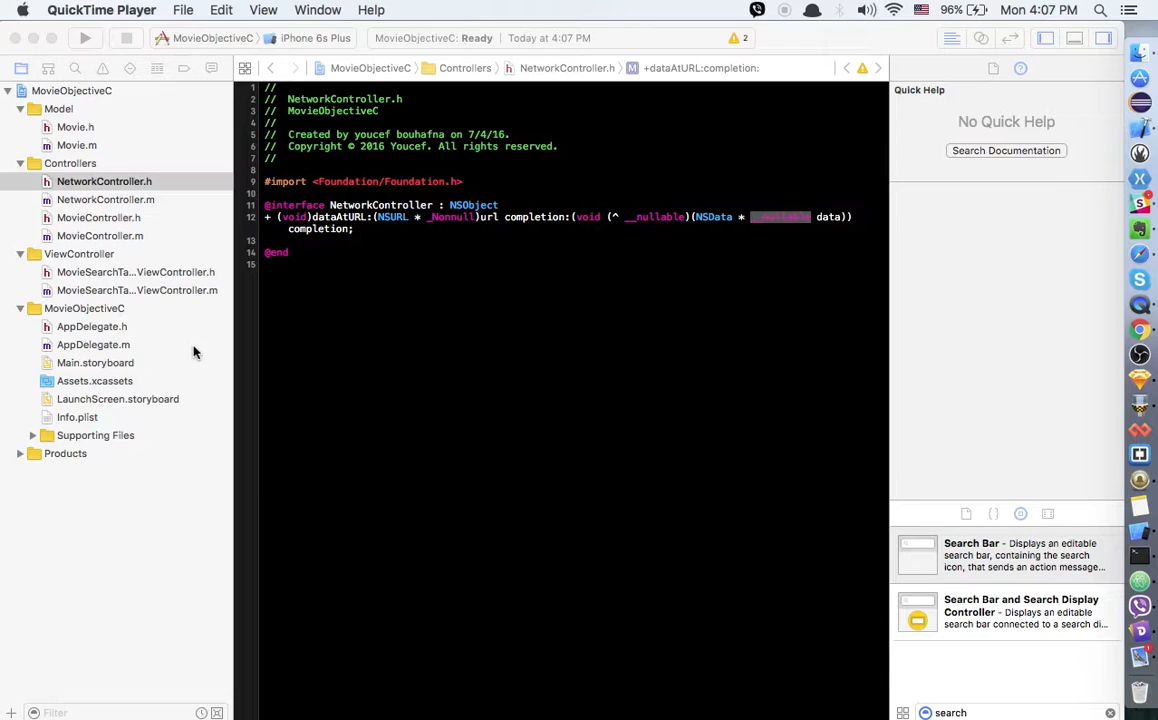 QuickTime Player File Edit View Window Help 96% Mon 4:07 PM
MovieObjectiveC iPhone 6s Plus MovieObjectiveC: Ready Today at 4:07 PM 2
MovieObjectiveC Controllers NetworkController.h +dataAtURL:completion:
MovieObjectiveC
Model
Movie.h
Movie.m
Controllers
NetworkController.h
NetworkController.m
MovieController.h
MovieController.m
ViewController
MovieSearchTa...ViewController.h
MovieSearchTa...ViewController.m
MovieObjectiveC
AppDelegate.h
AppDelegate.m
Main.storyboard
Assets.xcassets
LaunchScreen.storyboard
Info.plist
Supporting Files
Products
Filter
1 //
2 // NetworkController.h
3 // MovieObjectiveC
4 //
5 // Created by youcef bouhafna on 7/4/16.
6 // Copyright © 2016 Youcef. All rights reserved.
7 //
8
9 #import <Foundation/Foundation.h>
10
11 @interface NetworkController : NSObject
12 + (void)dataAtURL:(NSURL * _Nonnull)url completion:(void (^ __nullable)(NSData * __nullable data))
completion;
13
14 @end
15
Quick Help
No Quick Help
Search Documentation
Search Bar - Displays an editable
search bar, containing the search
icon, that sends an action message...
Search Bar and Search Display
Controller - Displays an editable
search bar connected to a search di...
search